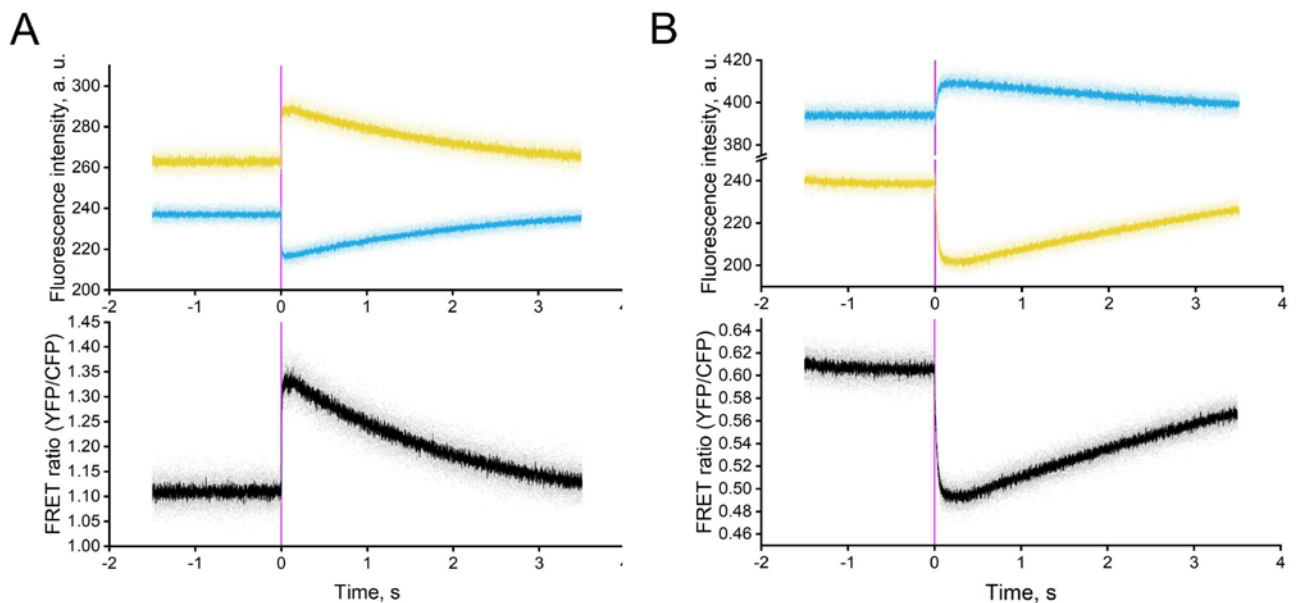 A
B
Fluorescence intensity, a. u.
300
280
260
240
220
200
-2 -1 0 1 2 3 4
FRET ratio (YFP/CFP)
1.45
1.40
1.35
1.30
1.25
1.20
1.15
1.10
1.05
1.00
-2 -1 0 1 2 3 4
Time, s
Fluorescence intesity, a. u.
420
400
380
240
220
200
-2 -1 0 1 2 3 4
FRET ratio (YFP/CFP)
0.64
0.62
0.60
0.56
0.54
0.52
0.50
0.48
0.46
-2 -1 0 1 2 3 4
Time, s